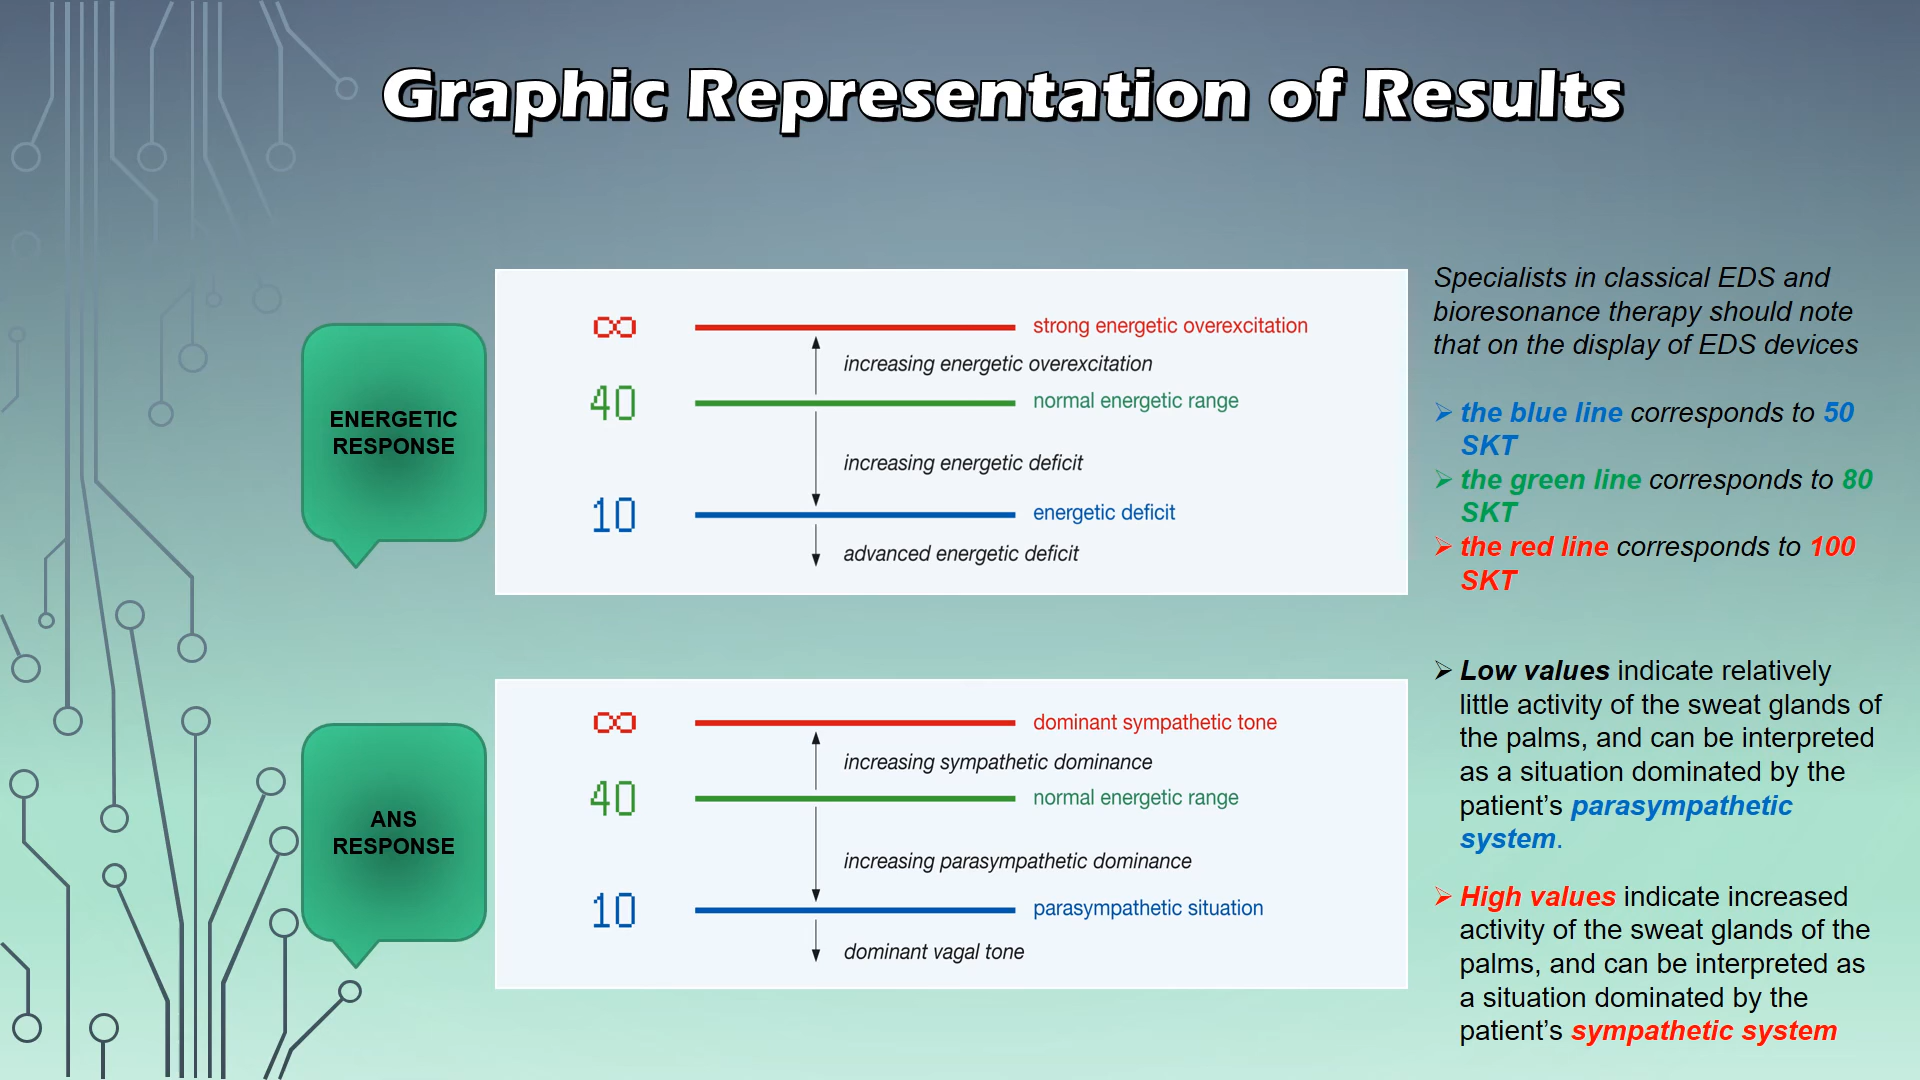 Graphic Representation of Results
ENERGETIC
RESPONSE
∞
strong energetic overexcitation
increasing energetic overexcitation
40
normal energetic range
increasing energetic deficit
10
energetic deficit
advanced energetic deficit
Specialists in classical EDS and
bioresonance therapy should note
that on the display of EDS devices
➢ the blue line corresponds to 50
SKT
➢ the green line corresponds to 80
SKT
➢ the red line corresponds to 100
SKT
ANS
RESPONSE
∞
dominant sympathetic tone
increasing sympathetic dominance
40
normal energetic range
increasing parasympathetic dominance
10
parasympathetic situation
dominant vagal tone
➢ Low values indicate relatively
little activity of the sweat glands of
the palms, and can be interpreted
as a situation dominated by the
patient’s parasympathetic
system.
➢ High values indicate increased
activity of the sweat glands of the
palms, and can be interpreted as
a situation dominated by the
patient’s sympathetic system